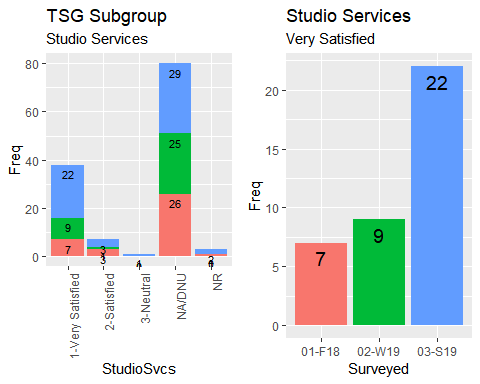 TSG Subgroup
Studio Services
80
60
40
20
0
Freq
22
9
7
3
3
1
29
25
26
2
1
1-Very Satisfied
2-Satisfied
3-Neutral
NA/DNU
NR
StudioSvcs
Studio Services
Very Satisfied
20
15
10
5
0
Freq
7
9
22
01-F18
02-W19
03-S19
Surveyed